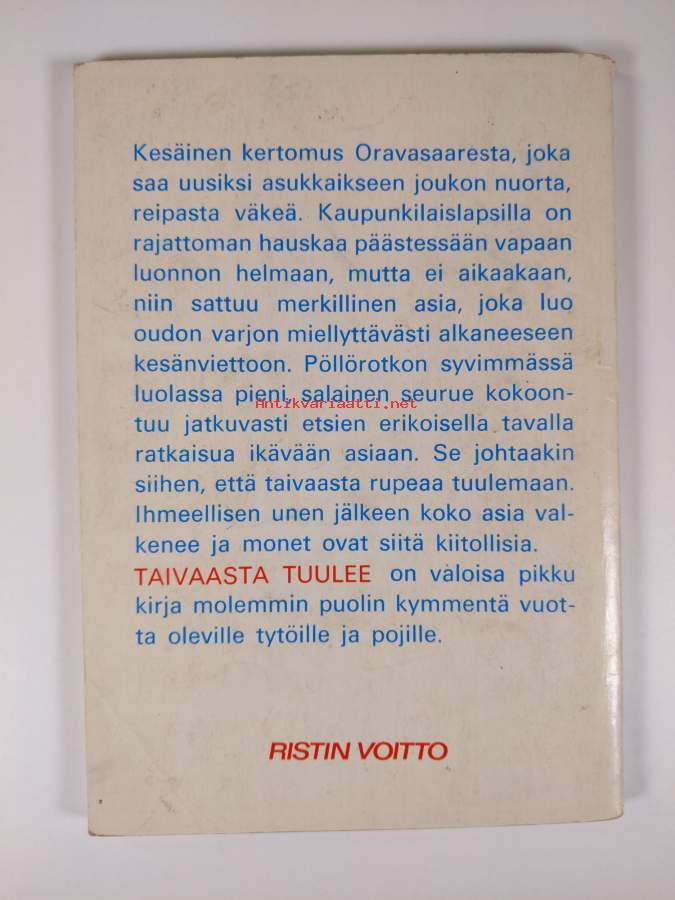 Kesäinen kertomus Oravasaaresta, joka
saa uusiksi asukkaikseen joukon nuorta,
reipasta väkeä. Kaupunkilaislapsilla on
rajattoman hauskaa päästessään vapaan
luonnon helmaan, mutta ei aikaakaan,
niin sattuu merkillinen asia, joka luo
oudon varjon miellyttävästi alkaneeseen
kesänviettoon. Pöllörotkon syvimmässä
luolassa pieni, salainen seurue kokoon-
Antikvariaatti.net
tuu jatkuvasti etsien erikoisella tavalla
ratkaisua ikävään asiaan. Se johtaakin
siihen, että taivaasta rupeaa tuulemaan.
Ihmeellisen unen jälkeen koko asia val-
kenee ja monet ovat siitä kiitollisia.
TAIVAASTA TUULEE on valoisa pikku
kirja molemmin puolin kymmentä vuot-
ta oleville tytöille ja pojille.
RISTIN VOITTO